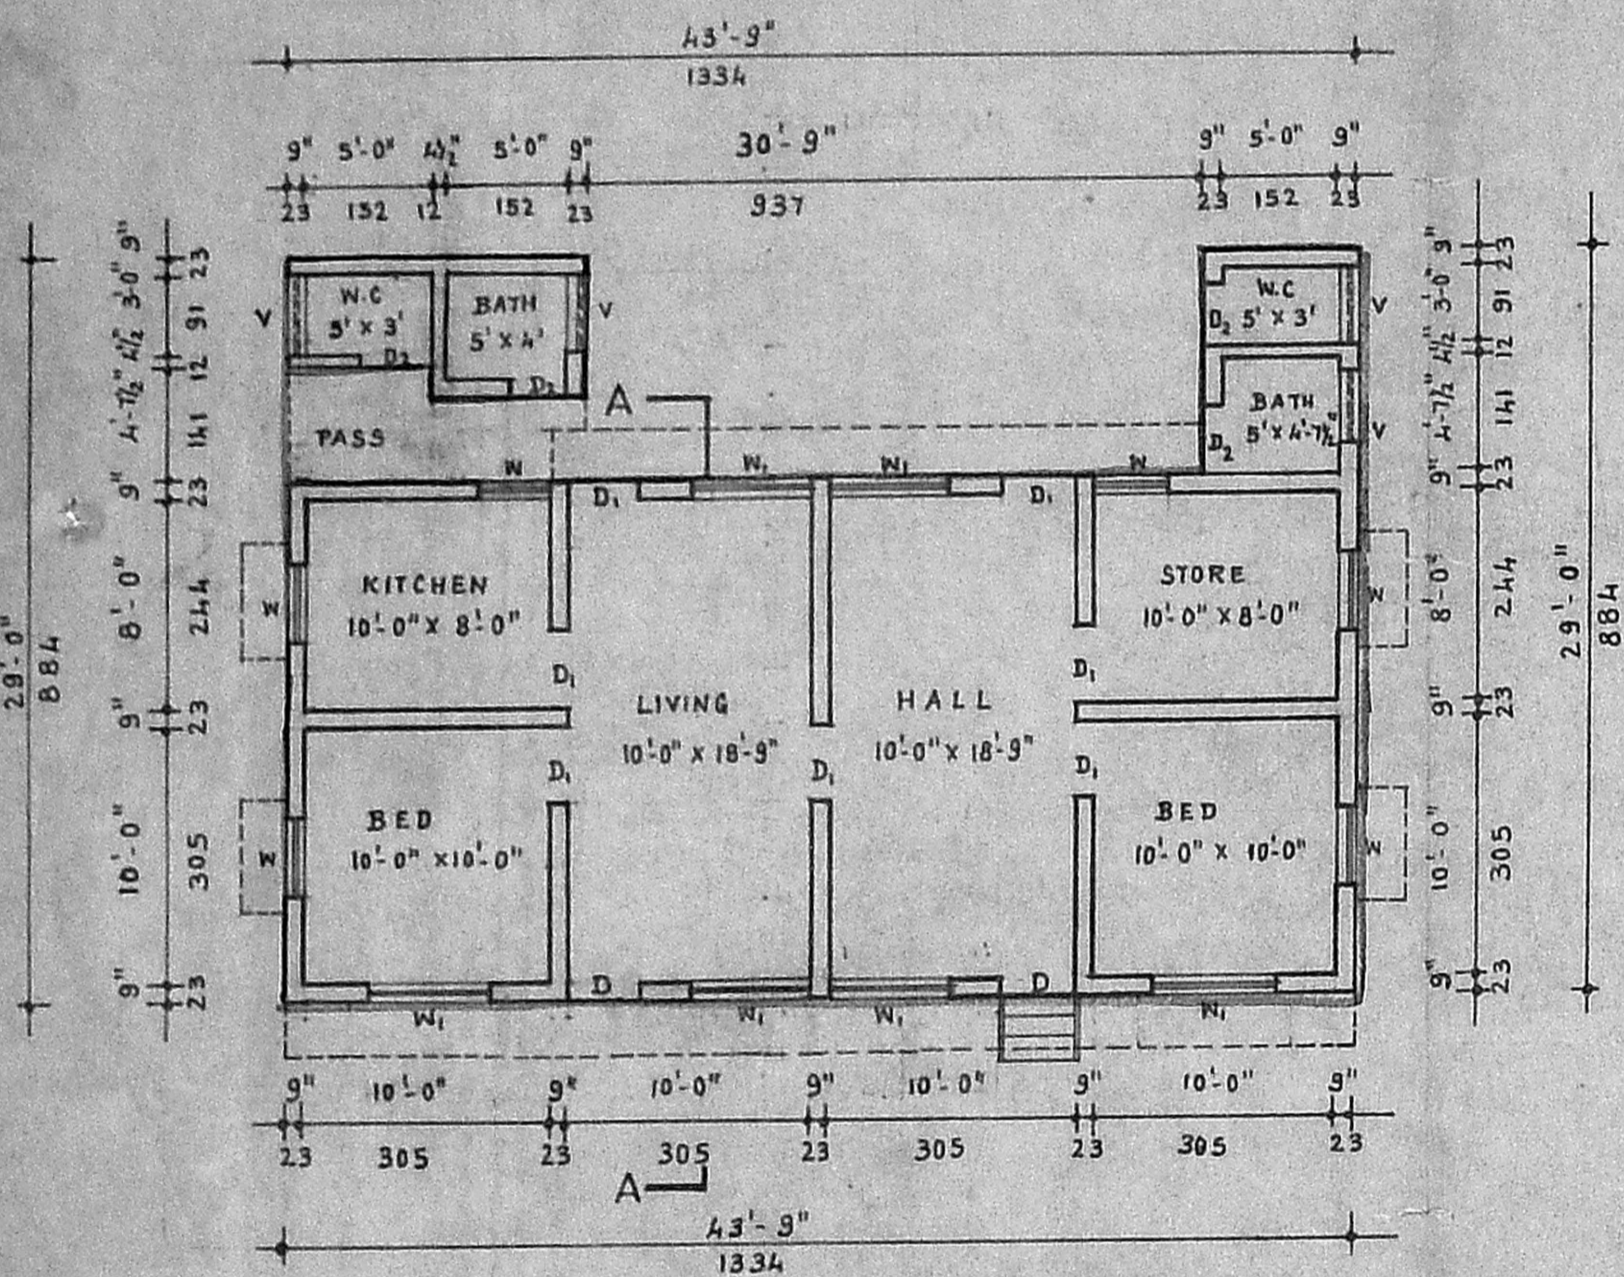 43'-9"
1334
9" 5'-0" 4½" 5'-0" 9" 30'-9" 9" 5'-0" 9"
23 152 12 152 23 937 23 152 23
W.C
5' X 3'
BATH
5' X 4'
V V
D2 D2
PASS
A
W.C
D2 5' X 3'
V
BATH
5' X 4'-7½"
D2 V
W W1 W1 W
D1 D1
KITCHEN
10'-0" X 8'-0"
W
D1
STORE
10'-0" X 8'-0"
W
D1
LIVING
10'-0" X 18'-9"
HALL
10'-0" X 18'-9"
D1 D1 D1
BED
10'-0" X 10'-0"
W
BED
10'-0" X 10'-0"
W
D D
W1 W1 W1 W1
9" 3'-0" 4½" 4'-7½" 9" 8'-0" 9" 10'-0" 9"
23 91 12 141 23 244 23 305 23
29'-0"
884
9" 3'-0" 4½" 4'-7½" 9" 8'-0" 9" 10'-0" 9"
23 91 12 141 23 244 23 305 23
29'-0"
884
9" 10'-0" 9" 10'-0" 9" 10'-0" 9" 10'-0" 9"
23 305 23 305 23 305 23 305 23
A
43'-9"
1334